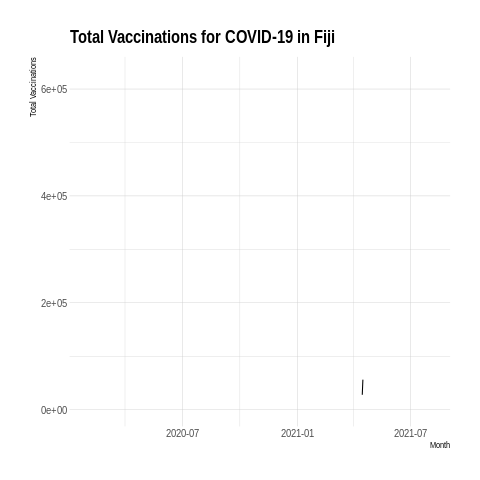 Total Vaccinations for COVID-19 in Fiji
Total Vaccinations
6e+05
4e+05
2e+05
0e+00
2020-07 2021-01 2021-07
Month